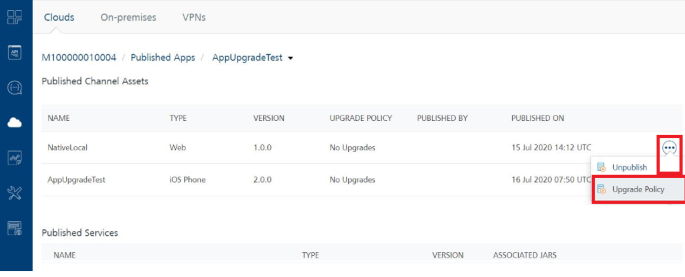 Clouds On-premises VPNs
M100000010004 / Published Apps / AppUpgradeTest
Published Channel Assets
NAME TYPE VERSION UPGRADE POLICY PUBLISHED BY PUBLISHED ON
NativeLocal Web 1.0.0 No Upgrades 15 Jul 2020 14:12 UTC
Unpublish
AppUpgradeTest iOS Phone 2.0.0 No Upgrades 16 Jul 2020 07:50 UTC
Upgrade Policy
Published Services
NAME TYPE VERSION ASSOCIATED JARS